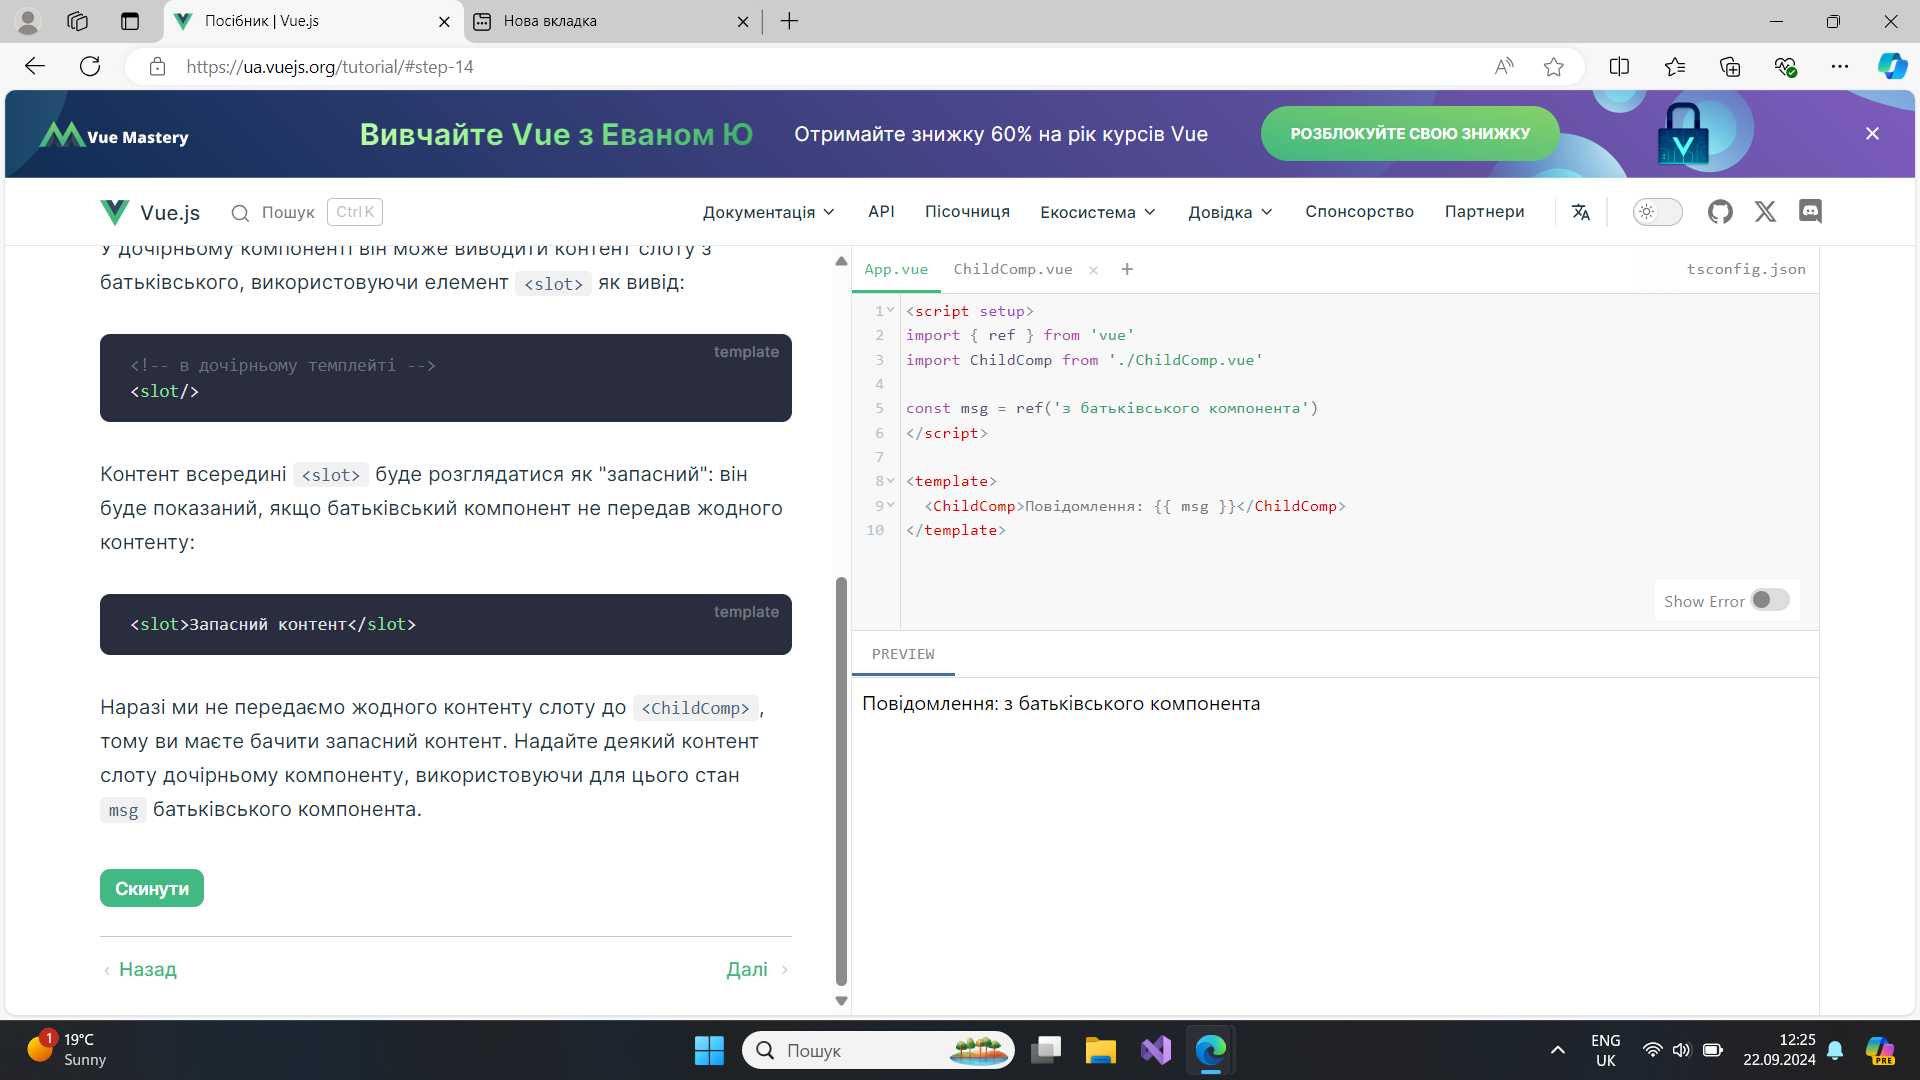 Посібник | Vue.js
Нова вкладка
https://ua.vuejs.org/tutorial/#step-14
Vue Mastery
Вивчайте Vue з Еваном Ю
Отримайте знижку 60% на рік курсів Vue
РОЗБЛОКУЙТЕ СВОЮ ЗНИЖКУ
Vue.js
Пошук
Ctrl K
Документація
API
Пісочниця
Екосистема
Довідка
Спонсорство
Партнери
У дочірньому компоненті він може виводити контент слоту з
батьківського, використовуючи елемент <slot> як вивід:
template
<!-- в дочірньому темплейті -->
<slot/>
Контент всередині <slot> буде розглядатися як "запасний": він
буде показаний, якщо батьківський компонент не передав жодного
контенту:
template
<slot>Запасний контент</slot>
Наразі ми не передаємо жодного контенту слоту до <ChildComp>,
тому ви маєте бачити запасний контент. Надайте деякий контент
слоту дочірньому компоненту, використовуючи для цього стан
msg батьківського компонента.
Скинути
Назад
Далі
App.vue
ChildComp.vue
tsconfig.json
1 <script setup>
2 import { ref } from 'vue'
3 import ChildComp from './ChildComp.vue'
4
5 const msg = ref('з батьківського компонента')
6 </script>
7
8 <template>
9 <ChildComp>Повідомлення: {{ msg }}</ChildComp>
10 </template>
Show Error
PREVIEW
Повідомлення: з батьківського компонента
1
19°C
Sunny
Пошук
ENG
UK
12:25
22.09.2024
PRE